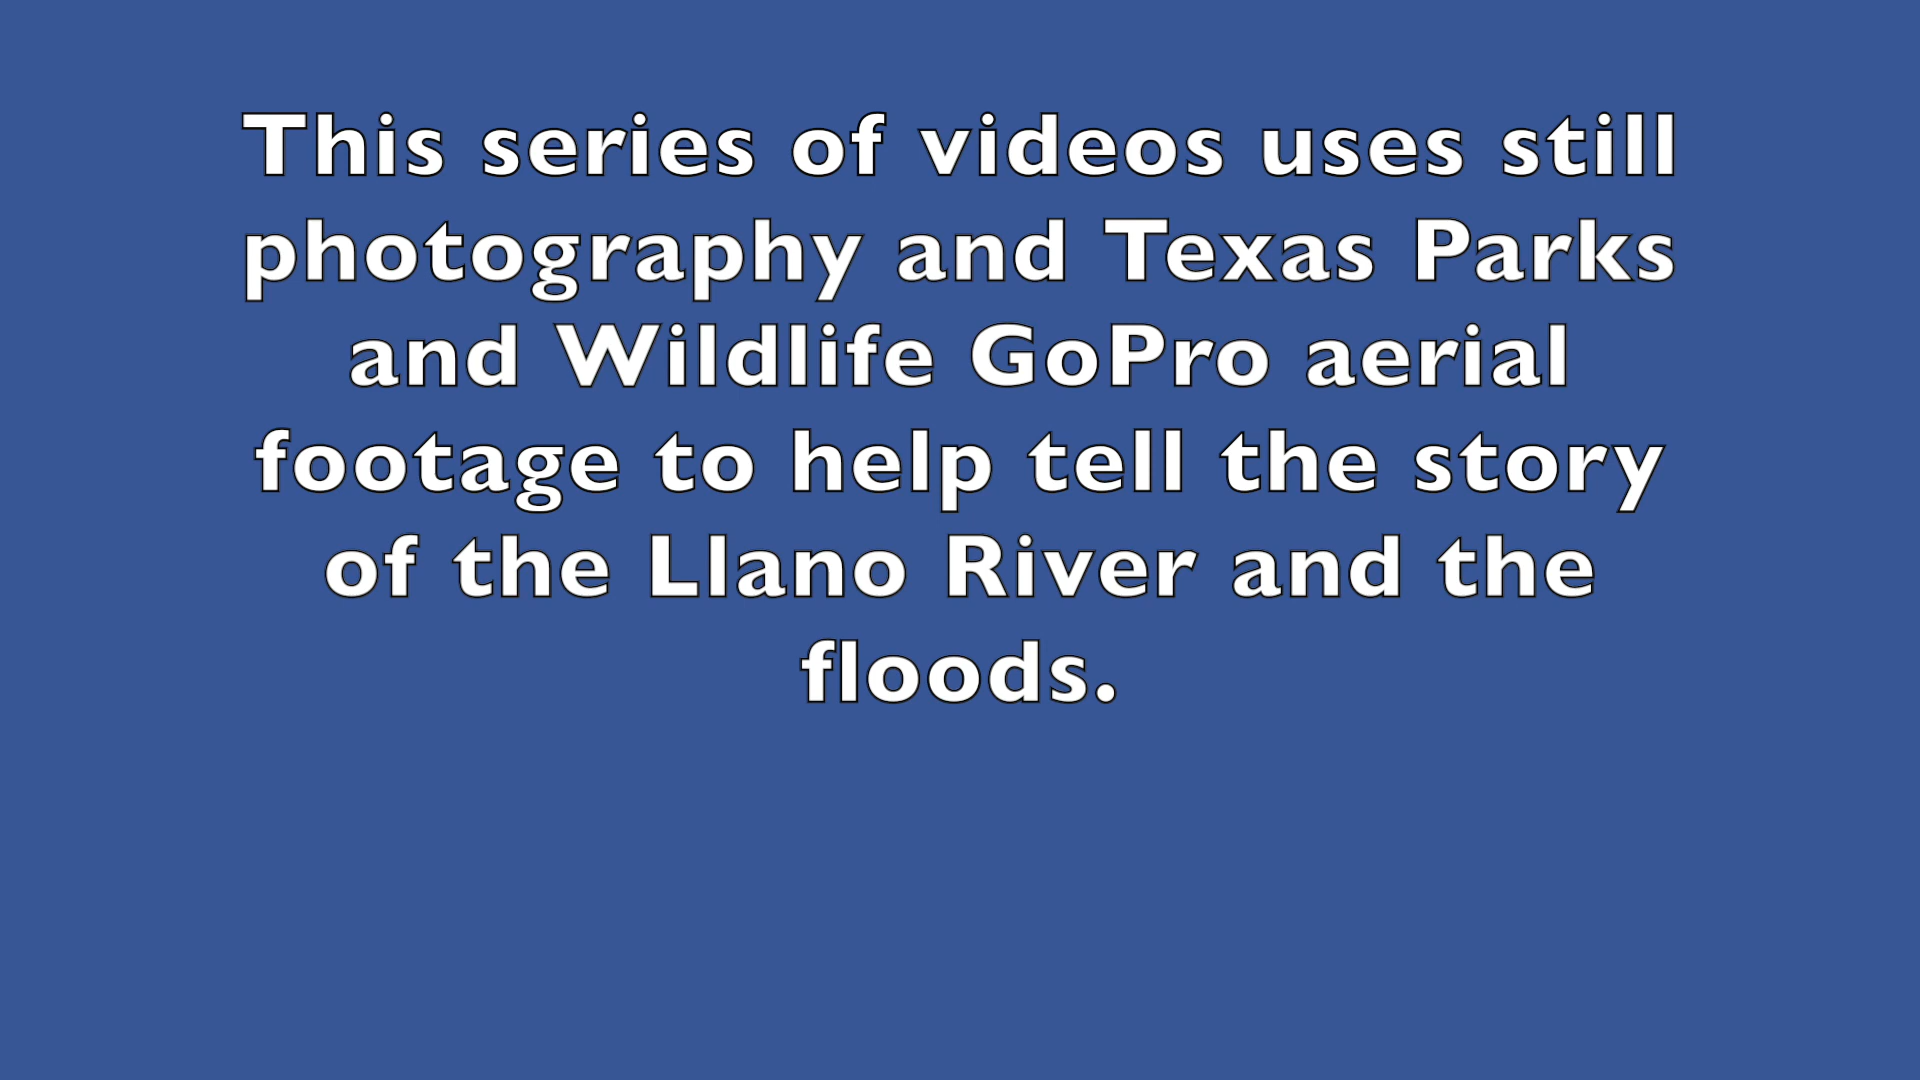 This series of videos uses still
photography and Texas Parks
and Wildlife GoPro aerial
footage to help tell the story
of the Llano River and the
floods.